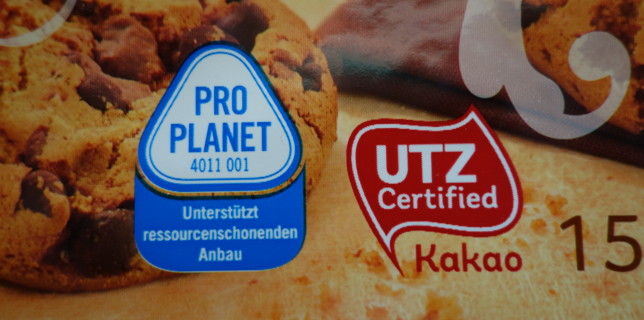 PRO
PLANET
4011 001
Unterstützt
ressourcenschonenden
Anbau
UTZ
Certified
Kakao
15